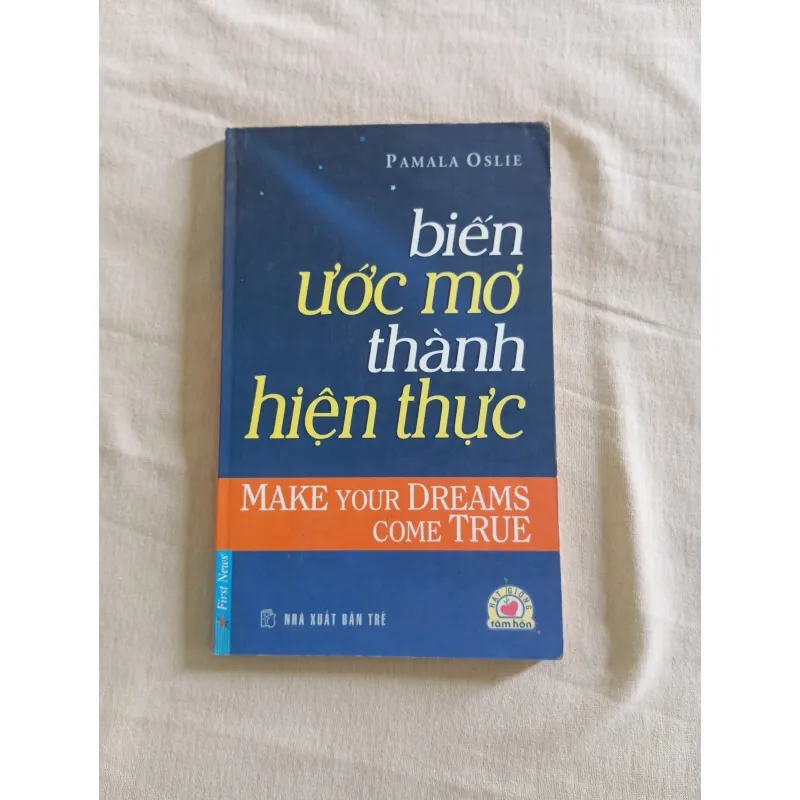 PAMALA OSLIE
biến
ước mơ
thành
hiện thực
MAKE YOUR DREAMS
COME TRUE
First News
NHÀ XUẤT BẢN TRẺ
HẠT GIỐNG
tâm hồn